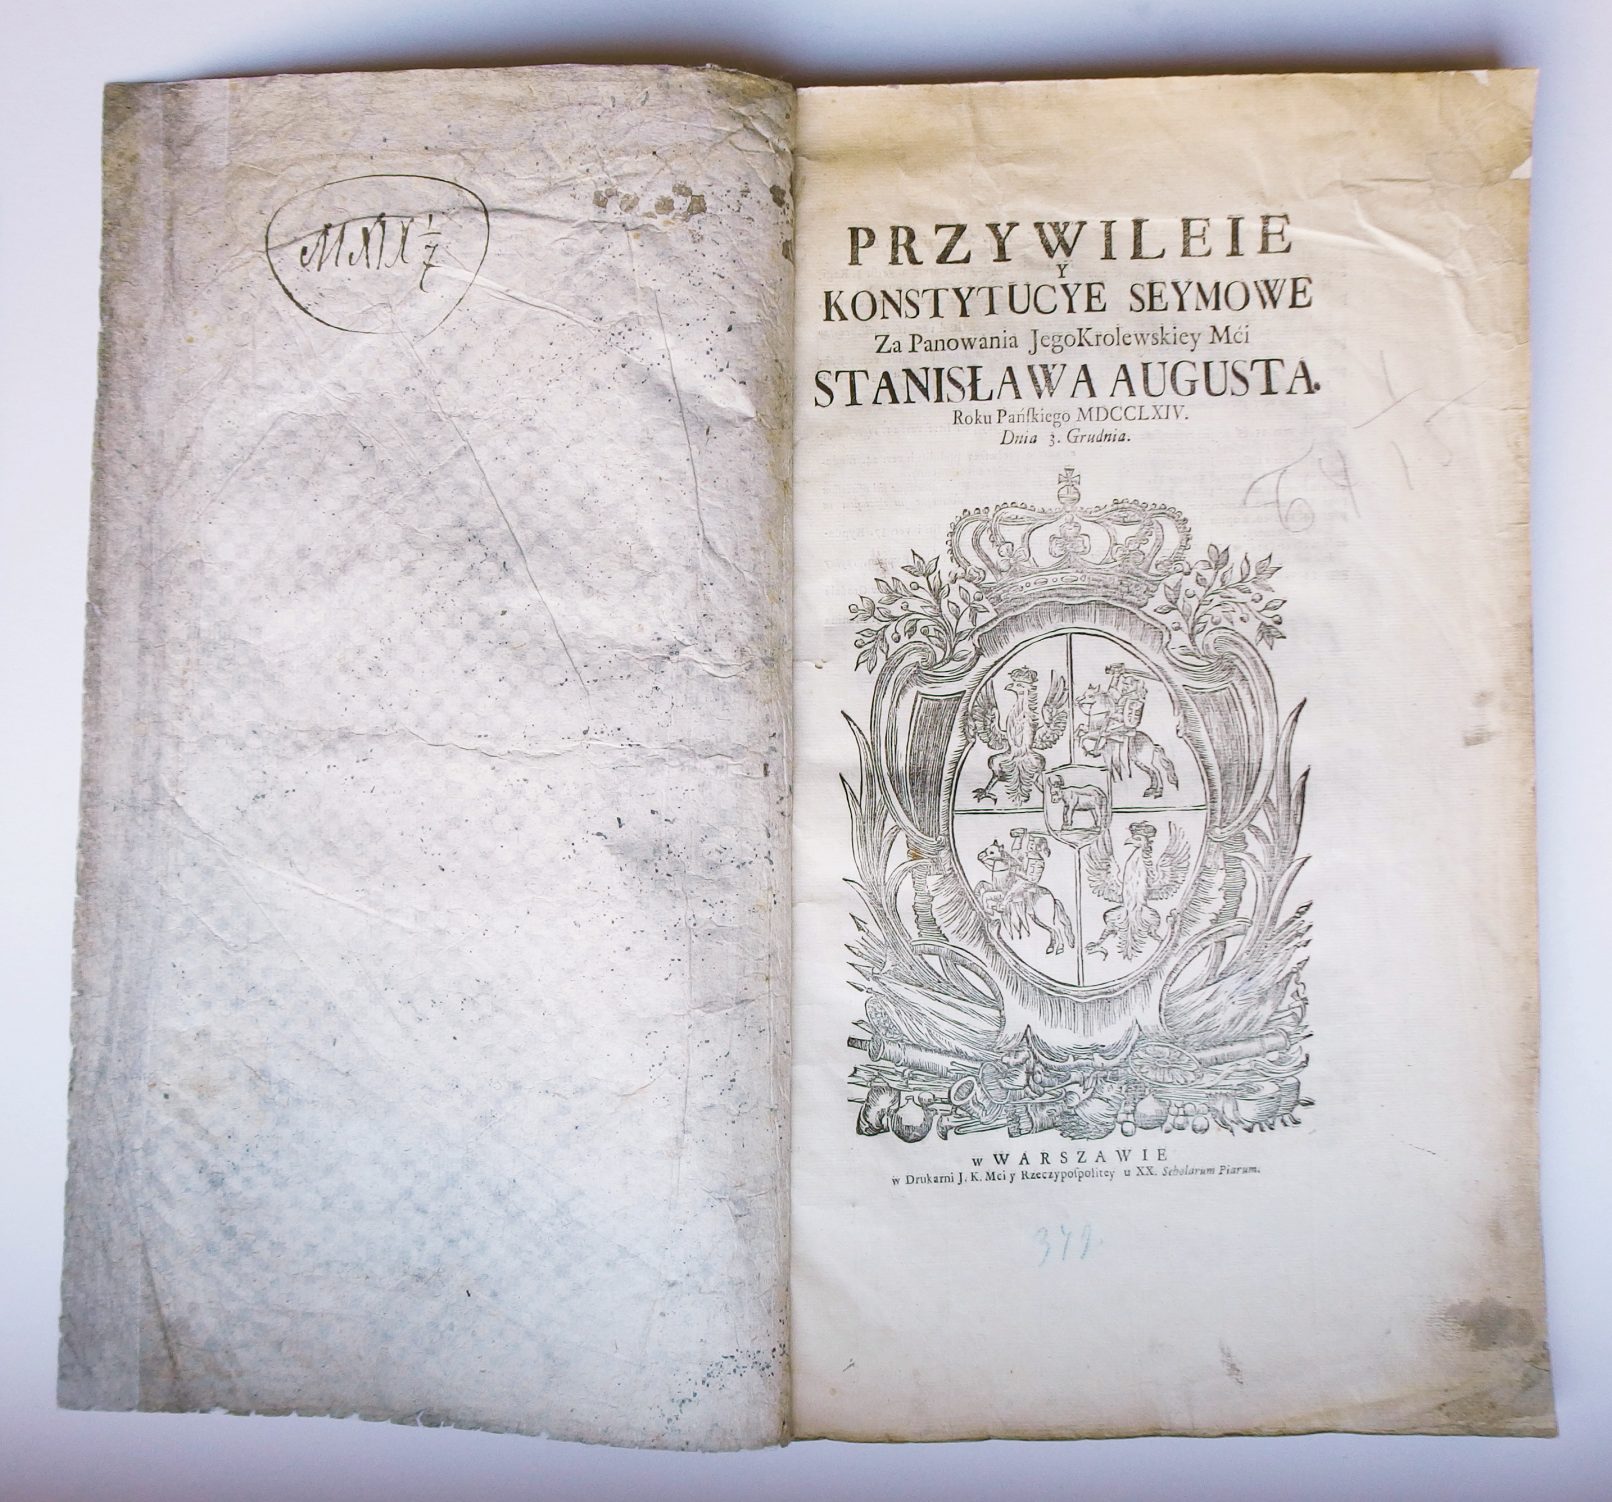 MXIX 1/7
PRZYWILEIE
Y
KONSTYTUCYE SEYMOWE
Za Panowania JegoKrolewskiey Mći
STANISŁAWA AUGUSTA.
Roku Pańſkiego MDCCLXIV.
Dnia 3. Grudnia.
w WARSZAWIE
w Drukarni J. K. Mci y Rzeczypoſpolitey u XX. Scholarum Piarum.